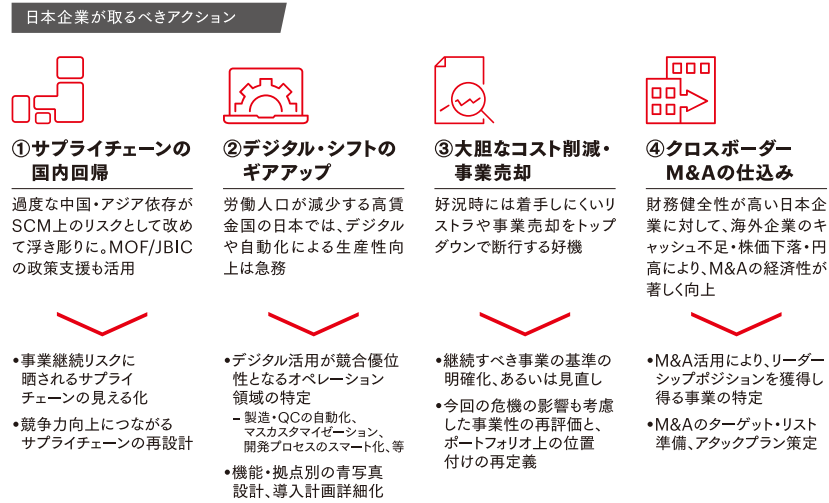 日本企業が取るべきアクション
①サプライチェーンの
国内回帰
過度な中国・アジア依存が
SCM上のリスクとして改め
て浮き彫りに。MOF/JBIC
の政策支援も活用
•事業継続リスクに
晒されるサプライ
チェーンの見える化
•競争力向上につながる
サプライチェーンの再設計
②デジタル・シフトの
ギアアップ
労働人口が減少する高賃
金国の日本では、デジタル
や自動化による生産性向
上は急務
•デジタル活用が競合優位
性となるオペレーション
領域の特定
– 製造・QCの自動化、
マスカスタマイゼーション、
開発プロセスのスマート化、等
•機能・拠点別の青写真
設計、導入計画詳細化
③大胆なコスト削減・
事業売却
好況時には着手しにくいリ
ストラや事業売却をトップ
ダウンで断行する好機
•継続すべき事業の基準の
明確化、あるいは見直し
•今回の危機の影響も考慮
した事業性の再評価と、
ポートフォリオ上の位置
付けの再定義
④クロスボーダー
M&Aの仕込み
財務健全性が高い日本企
業に対して、海外企業のキ
ャッシュ不足・株価下落・円
高により、M&Aの経済性が
著しく向上
•M&A活用により、リーダー
シップポジションを獲得し
得る事業の特定
•M&Aのターゲット・リスト
準備、アタックプラン策定